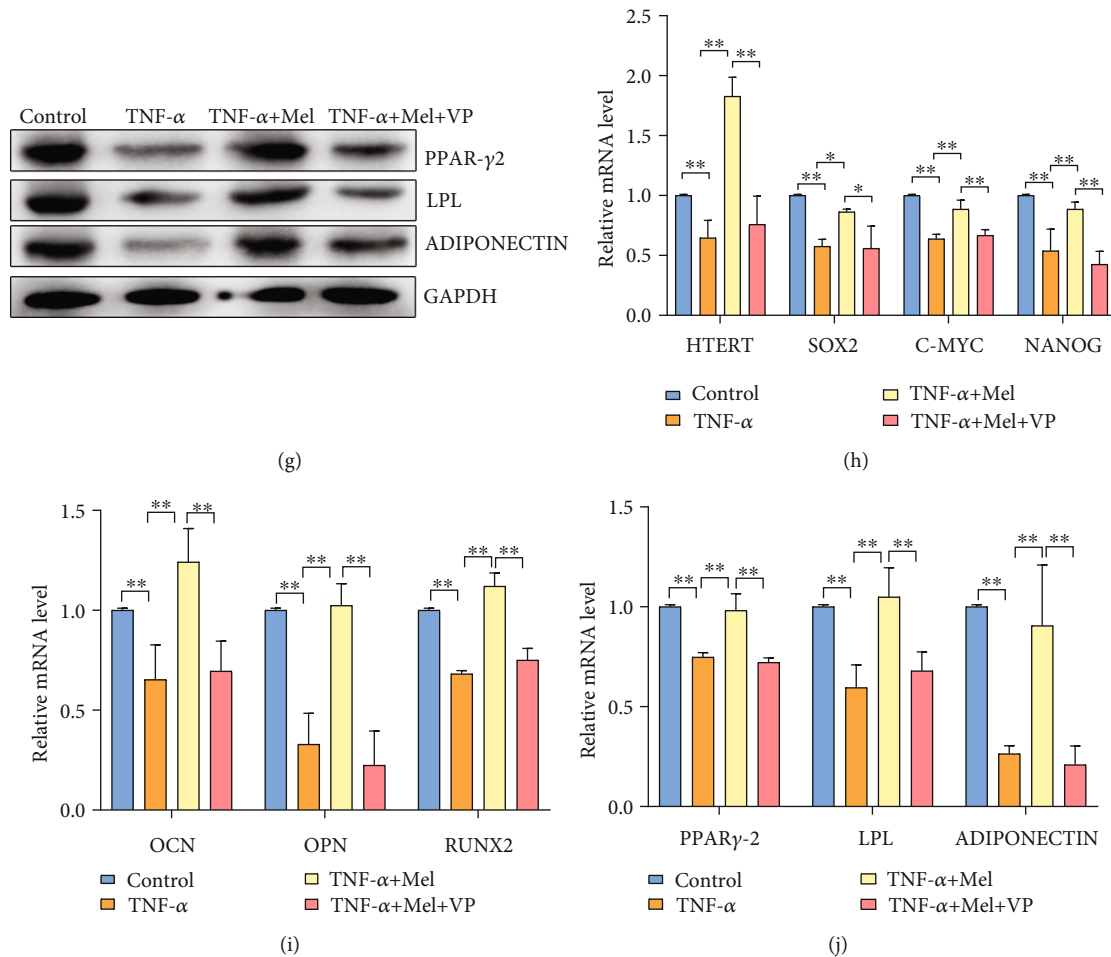 Control TNF-α TNF-α+Mel TNF-α+Mel+VP
PPAR-γ2
LPL
ADIPONECTIN
GAPDH
(g)
Relative mRNA level
2.5
2.0
1.5
1.0
0.5
0.0
** ** ** ** * * ** ** ** ** ** **
HTERT SOX2 C-MYC NANOG
Control TNF-α+Mel
TNF-α TNF-α+Mel+VP
(h)
Relative mRNA level
1.5
1.0
0.5
0.0
** ** ** ** ** ** ** ** **
OCN OPN RUNX2
Control TNF-α+Mel
TNF-α TNF-α+Mel+VP
(i)
Relative mRNA level
1.5
1.0
0.5
0.0
** ** ** ** ** ** ** ** **
PPARγ-2 LPL ADIPONECTIN
Control TNF-α+Mel
TNF-α TNF-α+Mel+VP
(j)